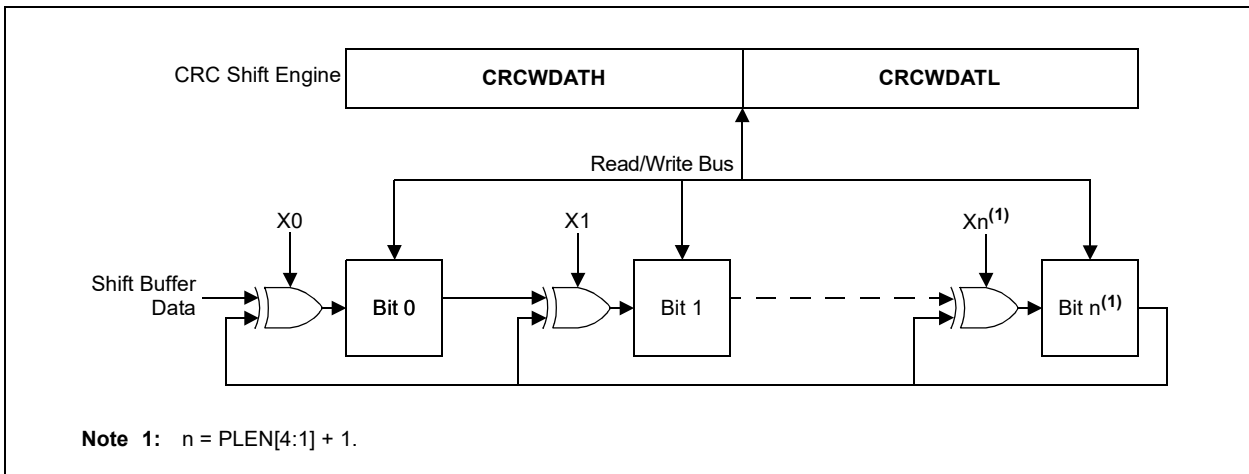 CRC Shift Engine CRCWDATH CRCWDATL
Read/Write Bus
X0 X1 Xn(1)
Shift Buffer
Data
Bit 0 Bit 1 Bit n(1)
Note 1: n = PLEN[4:1] + 1.